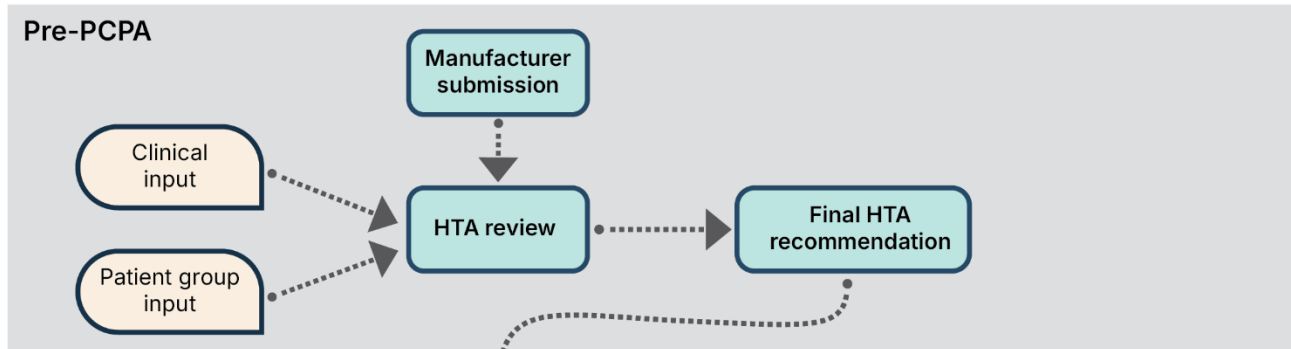 Pre-PCPA
Manufacturer
submission
Clinical
input
HTA review
Final HTA
recommendation
Patient group
input